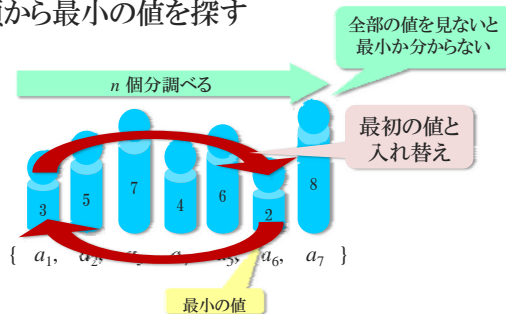 から最小の値を探す
全部の値を見ないと
最小か分からない
n 個分調べる
最初の値と
入れ替え
3 5 7 4 6 2 8
{ a1, a2, a5, a6, a7 }
最小の値